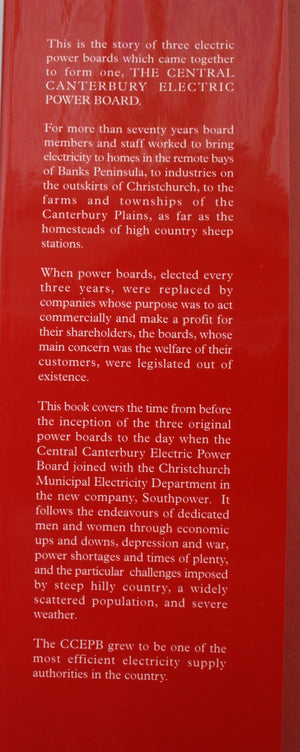 This is the story of three electric
power boards which came together
to form one, THE CENTRAL
CANTERBURY ELECTRIC
POWER BOARD.
For more than seventy years board
members and staff worked to bring
electricity to homes in the remote bays
of Banks Peninsula, to industries on
the outskirts of Christchurch, to the
farms and townships of the
Canterbury Plains, as far as the
homesteads of high country sheep
stations.
When power boards, elected every
three years, were replaced by
companies whose purpose was to act
commercially and make a profit for
their shareholders, the boards, whose
main concern was the welfare of their
customers, were legislated out of
existence.
This book covers the time from before
the inception of the three original
power boards to the day when the
Central Canterbury Electric Power
Board joined with the Christchurch
Municipal Electricity Department in
the new company, Southpower. It
follows the endeavours of dedicated
men and women through economic
ups and downs, depression and war,
power shortages and times of plenty,
and the particular challenges imposed
by steep hilly country, a widely
scattered population, and severe
weather.
The CCEPB grew to be one of the
most efficient electricity supply
authorities in the country.